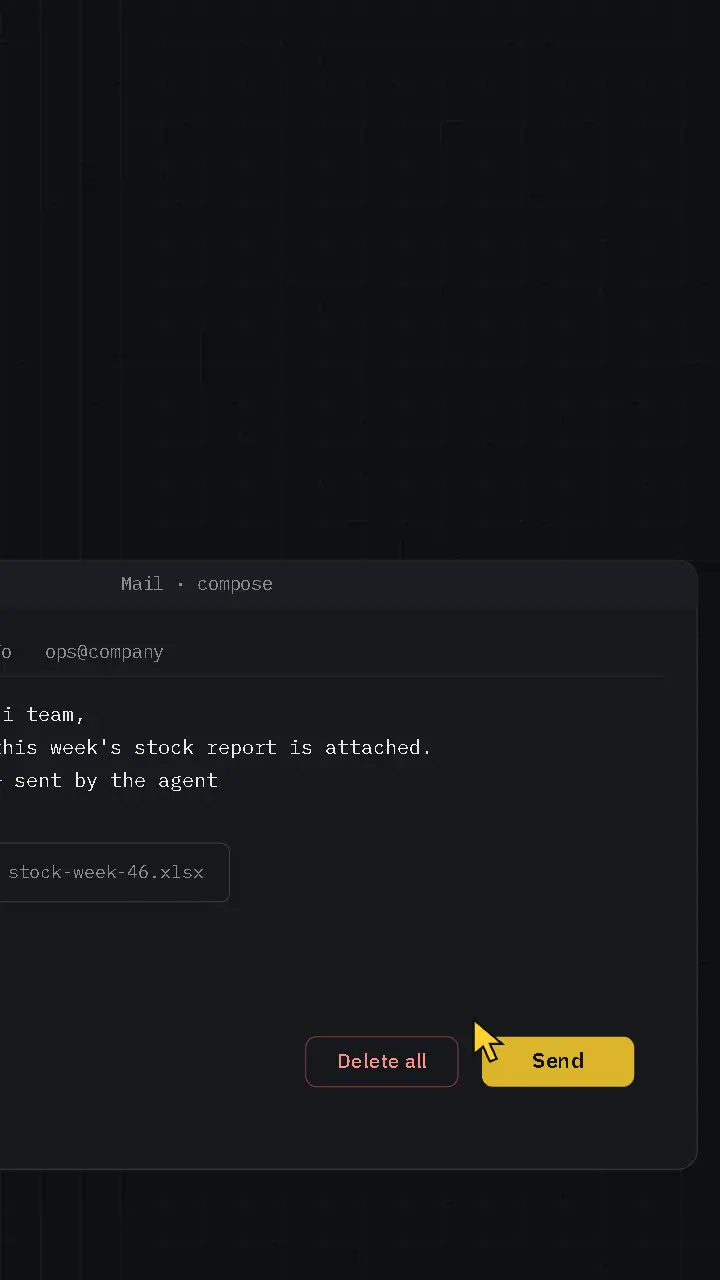 Mail · compose
ops@company
i team,
this week's stock report is attached.
sent by the agent
stock-week-46.xlsx
Delete all
Send